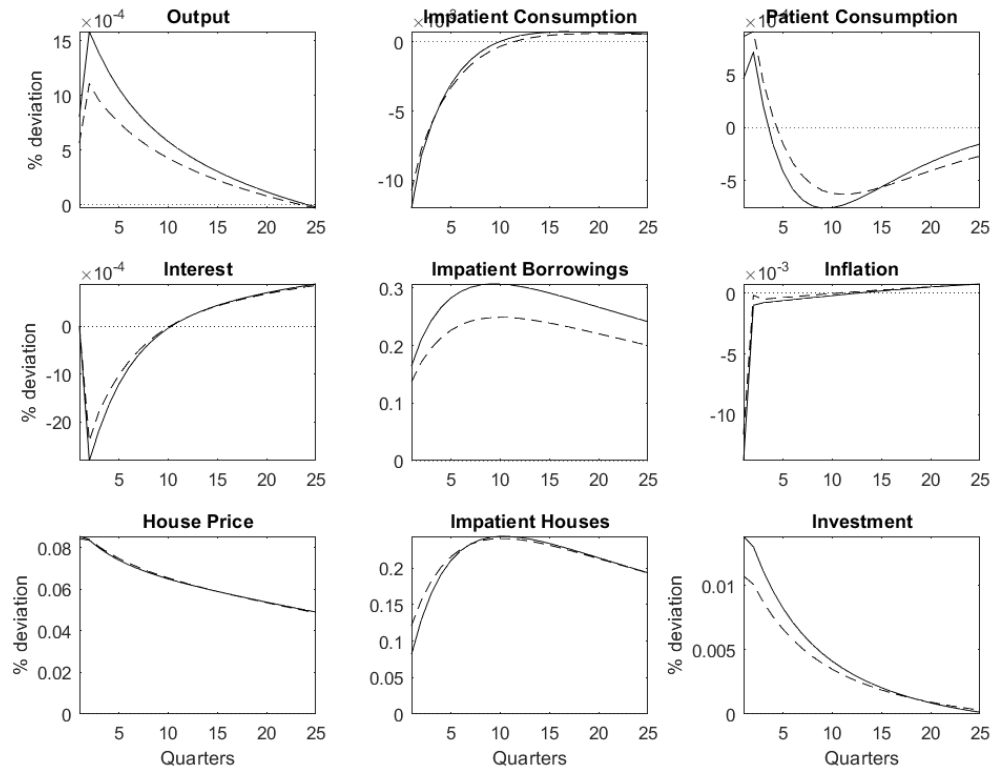 Output
×10⁻⁴
% deviation
15
10
5
0
5 10 15 20 25
Impatient Consumption
0
-5
-10
5 10 15 20 25
Patient Consumption
5
0
-5
5 10 15 20 25
Interest
×10⁻⁴
% deviation
0
-10
-20
5 10 15 20 25
Impatient Borrowings
0.3
0.2
0.1
0
5 10 15 20 25
Inflation
×10⁻³
0
-5
-10
5 10 15 20 25
House Price
% deviation
0.08
0.06
0.04
0.02
0
5 10 15 20 25
Quarters
Impatient Houses
0.2
0.15
0.1
0.05
0
5 10 15 20 25
Quarters
Investment
% deviation
0.01
0.005
0
5 10 15 20 25
Quarters